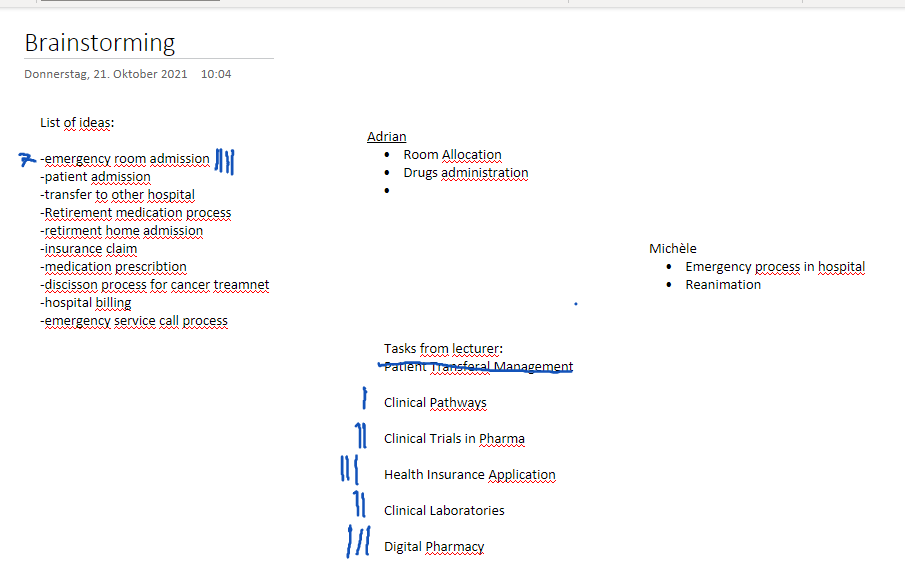 Brainstorming
Donnerstag, 21. Oktober 2021 10:04
List of ideas:
-emergency room admission
-patient admission
-transfer to other hospital
-Retirement medication process
-retirment home admission
-insurance claim
-medication prescribtion
-discisson process for cancer treamnet
-hospital billing
-emergency service call process
Adrian
• Room Allocation
• Drugs administration
•
Michèle
• Emergency process in hospital
• Reanimation
Tasks from lecturer:
Patient Transferal Management
Clinical Pathways
Clinical Trials in Pharma
Health Insurance Application
Clinical Laboratories
Digital Pharmacy